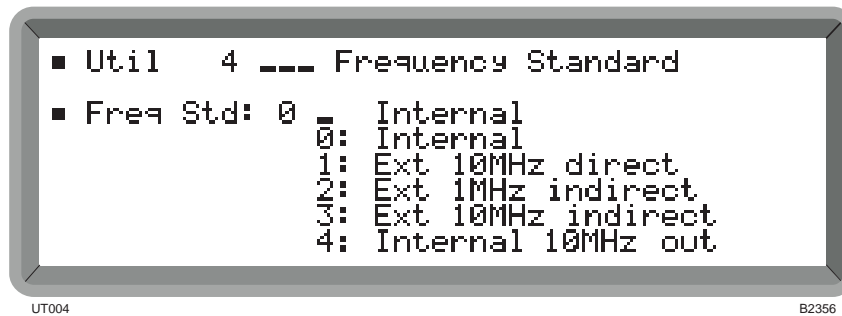 ■ Util 4 ___ Frequency Standard
■ Freq Std: 0 _ Internal
0: Internal
1: Ext 10MHz direct
2: Ext 1MHz indirect
3: Ext 10MHz indirect
4: Internal 10MHz out
UT004 B2356